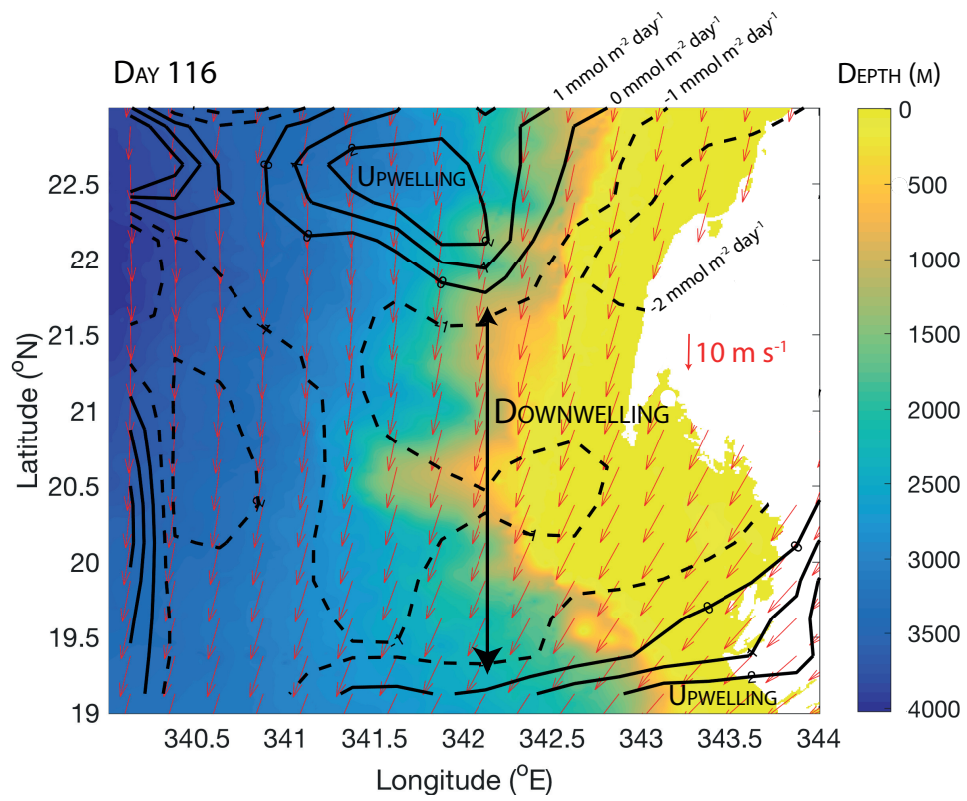 DAY 116
1 mmol m-2 day-1
0 mmol m-2 day-1
-1 mmol m-2 day-1
DEPTH (M)
UPWELLING
-2 mmol m-2 day-1
10 m s-1
DOWNWELLING
UPWELLING
22.5
22
21.5
21
20.5
20
19.5
19
Latitude (oN)
340.5 341 341.5 342 342.5 343 343.5 344
Longitude (oE)
0
500
1000
1500
2000
2500
3000
3500
4000